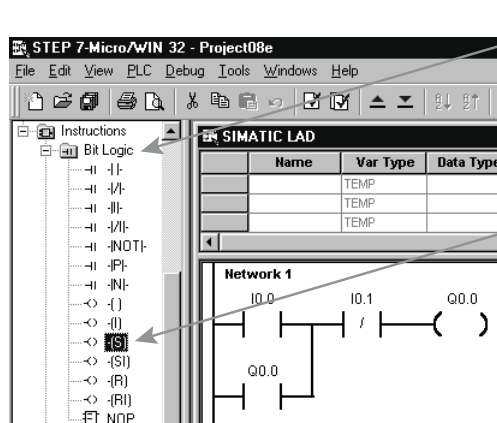 STEP 7-Micro/WIN 32 - Project08e
File Edit View PLC Debug Tools Windows Help
Instructions
Bit Logic
-| |-
-|/|-
-|I|-
-|/I|-
-|NOT|-
-|P|-
-|N|-
-( )
-(I)
-(S)
-(SI)
-(R)
-(RI)
NOP
SIMATIC LAD
Name Var Type Data Type
TEMP
TEMP
TEMP
Network 1
I0.0 I0.1 Q0.0
/
Q0.0